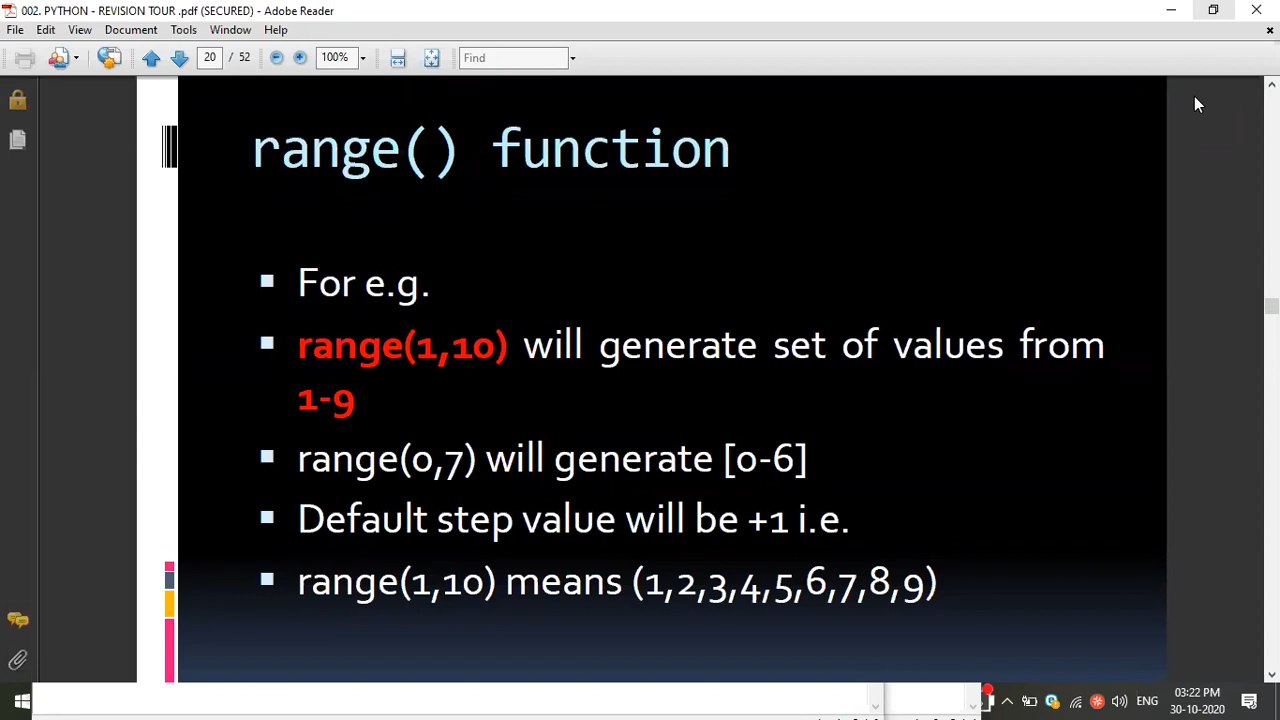 002. PYTHON - REVISION TOUR .pdf (SECURED) - Adobe Reader
File Edit View Document Tools Window Help
20 / 52 100% Find
range() function
For e.g.
range(1,10) will generate set of values from
1-9
range(0,7) will generate [0-6]
Default step value will be +1 i.e.
range(1,10) means (1,2,3,4,5,6,7,8,9)
ENG
03:22 PM
30-10-2020